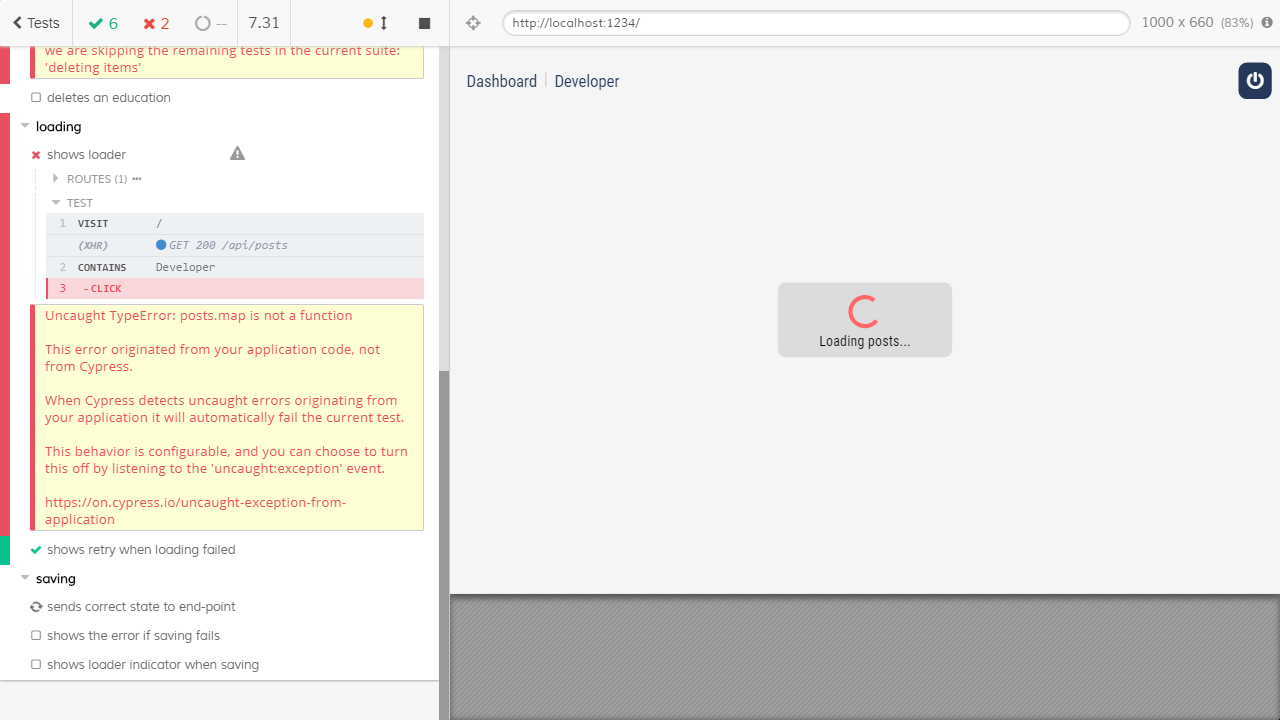 Tests 6 2 -- 7.31
http://localhost:1234/ 1000 x 660 (83%)
we are skipping the remaining tests in the current suite:
'deleting items'
deletes an education
loading
shows loader
ROUTES (1)
TEST
1 VISIT /
(XHR) GET 200 /api/posts
2 CONTAINS Developer
3 - CLICK
Uncaught TypeError: posts.map is not a function
This error originated from your application code, not
from Cypress.
When Cypress detects uncaught errors originating from
your application it will automatically fail the current test.
This behavior is configurable, and you can choose to turn
this off by listening to the 'uncaught:exception' event.
https://on.cypress.io/uncaught-exception-from-
application
shows retry when loading failed
saving
sends correct state to end-point
shows the error if saving fails
shows loader indicator when saving
Dashboard Developer
Loading posts...